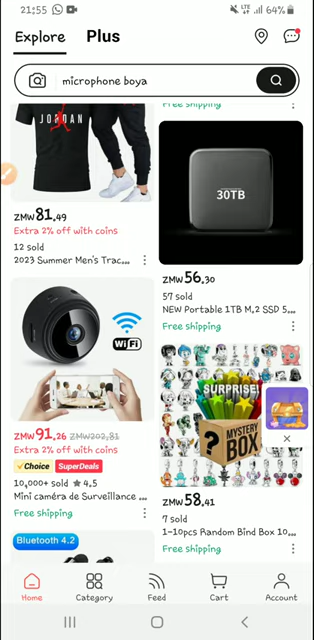 21:55
LTE
64%
Explore
Plus
microphone boya
Free shipping
JORDAN
ZMW81,49
Extra 2% off with coins
12 sold
2023 Summer Men's Trac...
30TB
ZMW56,30
57 sold
NEW Portable 1TB M,2 SSD 5...
Free shipping
WiFi
ZMW91,26 ZMW202,81
Extra 2% off with coins
Choice SuperDeals
10,000+ sold ★4,5
Mini caméra de Surveillance ...
Free shipping
SURPRISE!
?
MYSTERY
BOX
ZMW58,41
7 sold
1-10pcs Random Bind Box 10...
Free shipping
Bluetooth 4.2
Home
Category
Feed
Cart
Account